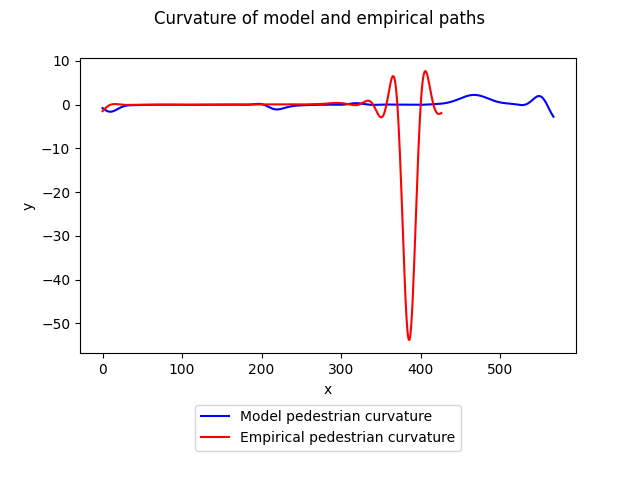 Curvature of model and empirical paths
10
0
−10
−20
−30
−40
−50
y
0 100 200 300 400 500
x
Model pedestrian curvature
Empirical pedestrian curvature